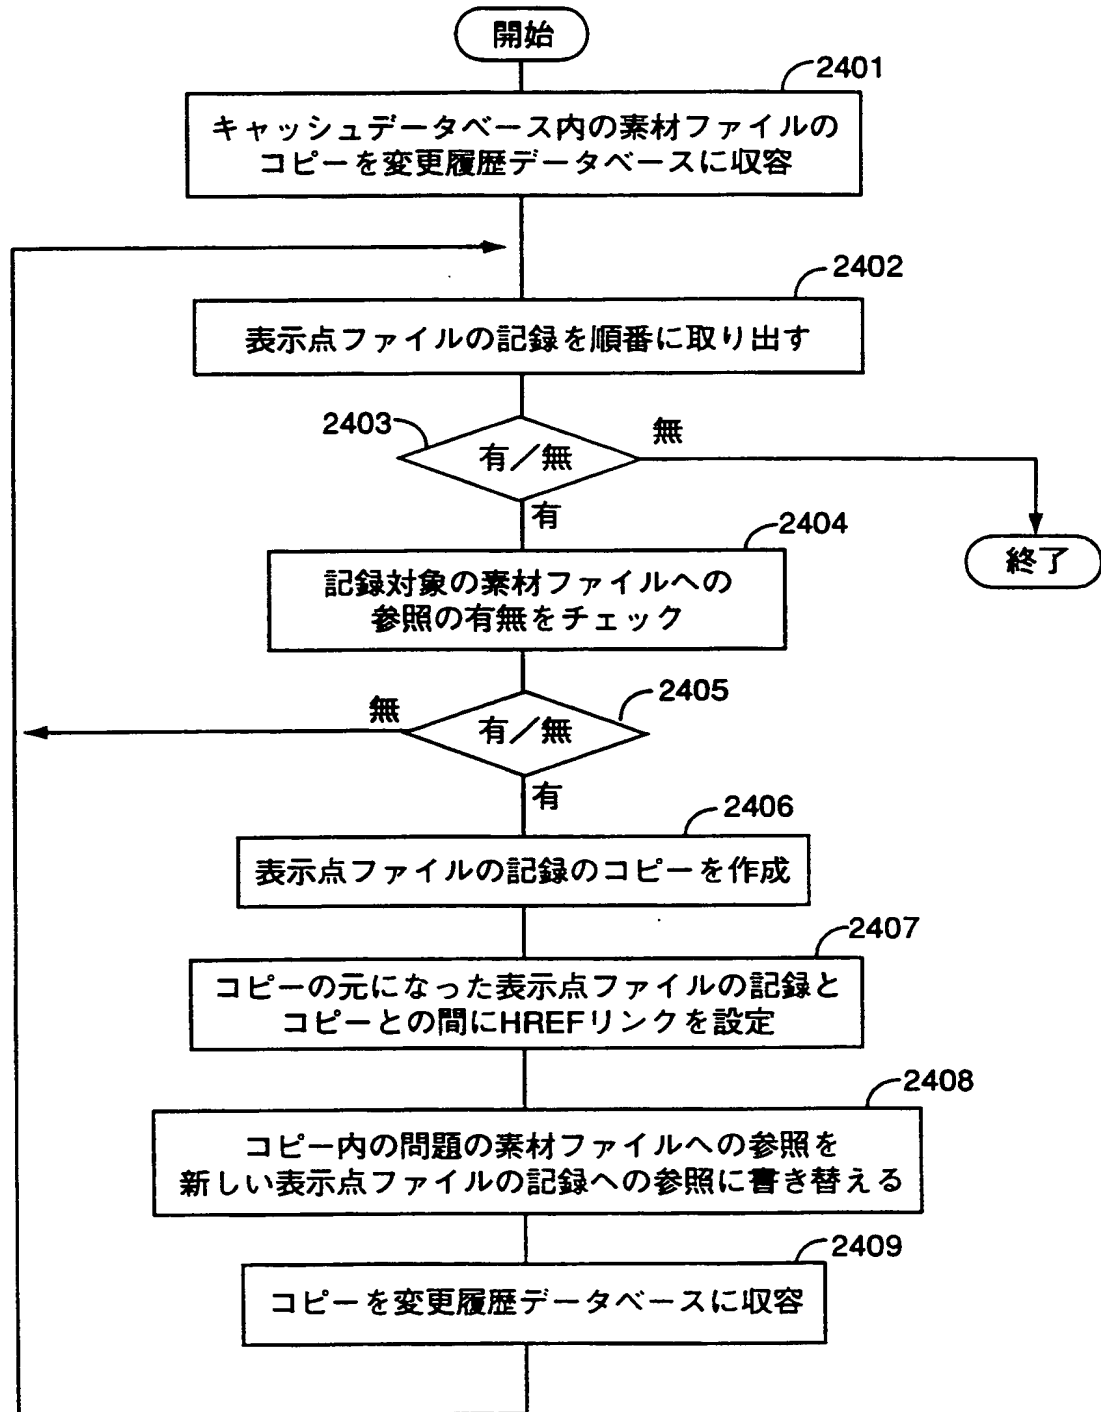 開始
2401
キャッシュデータベース内の素材ファイルの
コピーを変更履歴データベースに収容
2402
表示点ファイルの記録を順番に取り出す
2403
有／無
無
有
2404
終了
記録対象の素材ファイルへの
参照の有無をチェック
2405
無
有／無
有
2406
表示点ファイルの記録のコピーを作成
2407
コピーの元になった表示点ファイルの記録と
コピーとの間にHREFリンクを設定
2408
コピー内の問題の素材ファイルへの参照を
新しい表示点ファイルの記録への参照に書き替える
2409
コピーを変更履歴データベースに収容